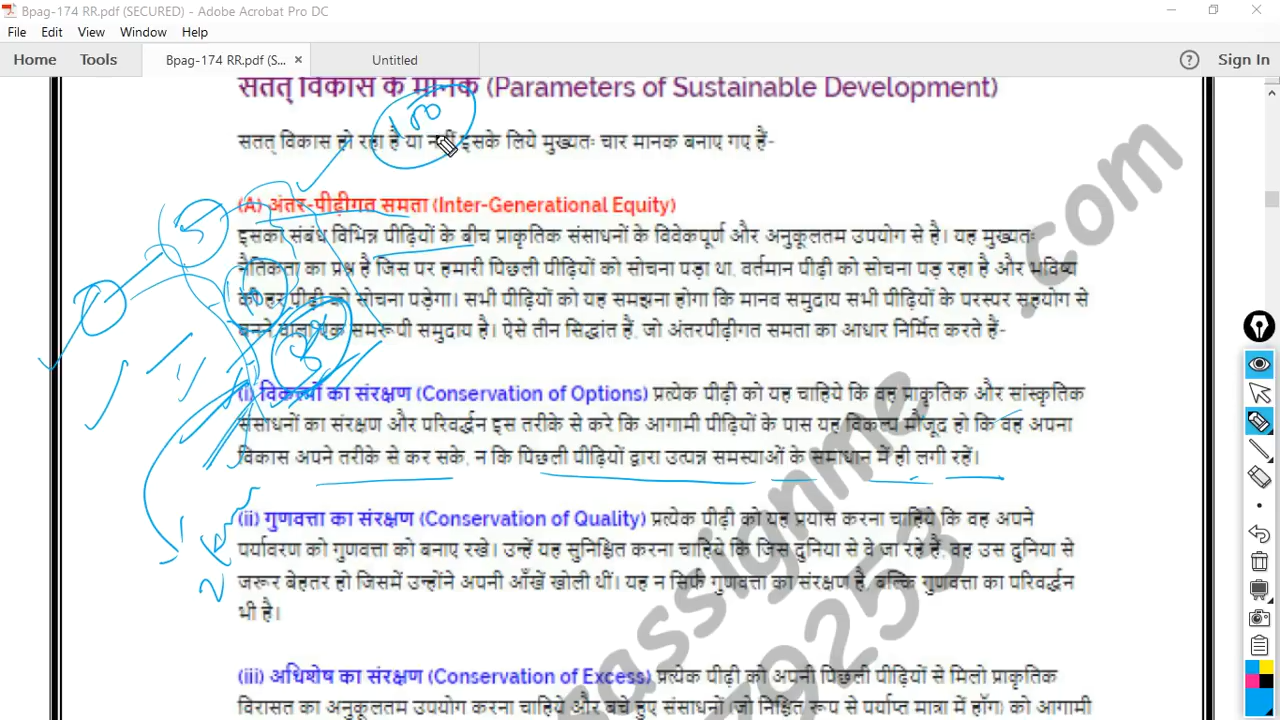 Bpag-174 RR.pdf (SECURED) - Adobe Acrobat Pro DC
File Edit View Window Help
Home Tools Bpag-174 RR.pdf (S... × Untitled ? Sign In
सतत् विकास के मानक (Parameters of Sustainable Development)
100
सतत् विकास हो रहा है या नहीं इसके लिये मुख्यतः चार मानक बनाए गए हैं-
(A) अंतर-पीढ़ीगत समता (Inter-Generational Equity)
इसका संबंध विभिन्न पीढ़ियों के बीच प्राकृतिक संसाधनों के विवेकपूर्ण और अनुकूलतम उपयोग से है। यह मुख्यतः
नैतिकता का प्रश्न है जिस पर हमारी पिछली पीढ़ियों को सोचना पड़ा था, वर्तमान पीढ़ी को सोचना पड़ रहा है और भविष्य
की हर पीढ़ी को सोचना पड़ेगा। सभी पीढ़ियों को यह समझना होगा कि मानव समुदाय सभी पीढ़ियों के परस्पर सहयोग से
बनने वाला एक समरूपी समुदाय है। ऐसे तीन सिद्धांत हैं, जो अंतरपीढ़ीगत समता का आधार निर्मित करते हैं-
(i) विकल्पों का संरक्षण (Conservation of Options) प्रत्येक पीढ़ी को यह चाहिये कि वह प्राकृतिक और सांस्कृतिक
संसाधनों का संरक्षण और परिवर्द्धन इस तरीके से करे कि आगामी पीढ़ियों के पास यह विकल्प मौजूद हो कि वह अपना
विकास अपने तरीके से कर सके, न कि पिछली पीढ़ियों द्वारा उत्पन्न समस्याओं के समाधान में ही लगी रहें।
(ii) गुणवत्ता का संरक्षण (Conservation of Quality) प्रत्येक पीढ़ी को यह प्रयास करना चाहिये कि वह अपने
पर्यावरण को गुणवत्ता को बनाए रखे। उन्हें यह सुनिश्चित करना चाहिये कि जिस दुनिया से वे जा रहे हैं, वह उस दुनिया से
जरूर बेहतर हो जिसमें उन्होंने अपनी आँखें खोली थीं। यह न सिर्फ गुणवत्ता का संरक्षण है, बल्कि गुणवत्ता का परिवर्द्धन
भी है।
(iii) अधिशेष का संरक्षण (Conservation of Excess) प्रत्येक पीढ़ी को अपनी पिछली पीढ़ियों से मिलो प्राकृतिक
विरासत का अनुकूलतम उपयोग करना चाहिये और बचे हुए संसाधनों (जो निश्चित रूप से पर्याप्त मात्रा में हॉंग) को आगामी
assignme
.com
79253